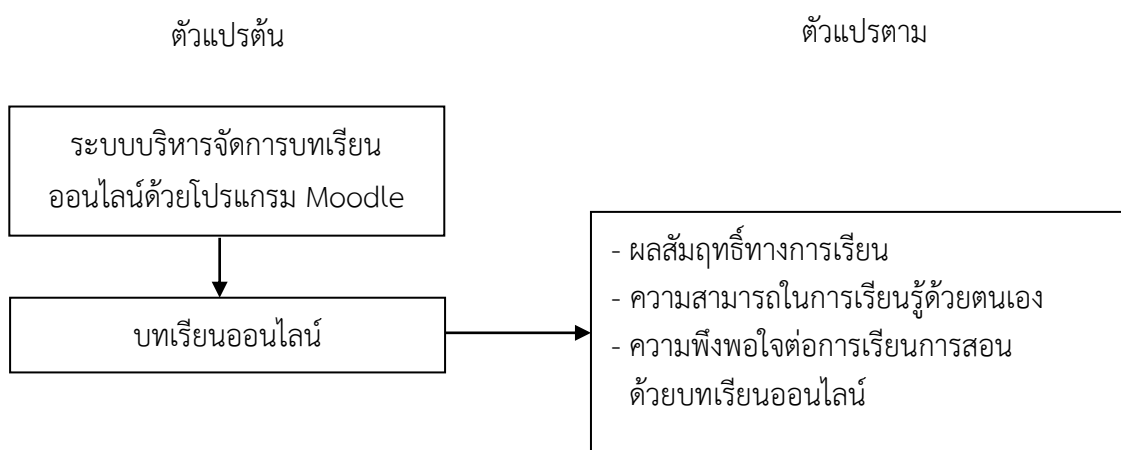 ตัวแปรต้น
ตัวแปรตาม
ระบบบริหารจัดการบทเรียน
ออนไลน์ด้วยโปรแกรม Moodle
บทเรียนออนไลน์
- ผลสัมฤทธิ์ทางการเรียน
- ความสามารถในการเรียนรู้ด้วยตนเอง
- ความพึงพอใจต่อการเรียนการสอน
ด้วยบทเรียนออนไลน์